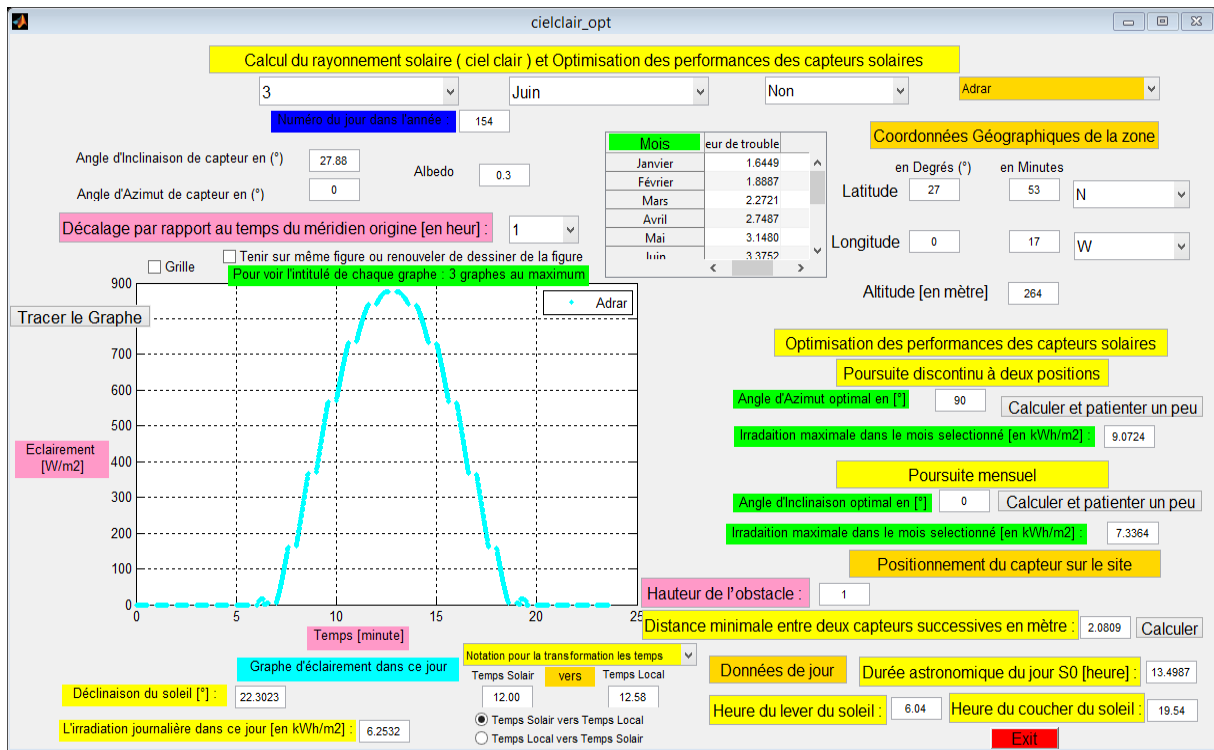 cielclair_opt
Calcul du rayonnement solaire ( ciel clair ) et Optimisation des performances des capteurs solaires
3 Juin Non Adrar
Numéro du jour dans l'année 154
Angle d'Inclinaison de capteur en (°) 27.88
Angle d'Azimut de capteur en (°) 0
Albedo 0.3
Décalage par rapport au temps du méridien origine [en heur] : 1
Mois eur de trouble
Janvier 1.6449
Février 1.8887
Mars 2.2721
Avril 2.7487
Mai 3.1480
Juin 3.3752
Coordonnées Géographiques de la zone
en Degrés (°) en Minutes
Latitude 27 53 N
Longitude 0 17 W
Altitude [en mètre] 264
Grille
Tenir sur même figure ou renouveler de dessiner de la figure
Pour voir l'intitulé de chaque graphe : 3 graphes au maximum
Tracer le Graphe
Adrar
900
700
600
500
400
300
200
100
0
0 5 10 15 20 25
Eclairement
[W/m2]
Temps [minute]
Graphe d'éclairement dans ce jour
Déclinaison du soleil [°] : 22.3023
L'irradiation journalière dans ce jour [en kWh/m2] : 6.2532
Notation pour la transformation les temps
Temps Solair vers Temps Local
12.00 12.58
Temps Solair vers Temps Local
Temps Local vers Temps Solair
Optimisation des performances des capteurs solaires
Poursuite discontinu à deux positions
Angle d'Azimut optimal en [°] 90 Calculer et patienter un peu
Irradaition maximale dans le mois selectionné [en kWh/m2] : 9.0724
Poursuite mensuel
Angle d'Inclinaison optimal en [°] 0 Calculer et patienter un peu
Irradaition maximale dans le mois selectionné [en kWh/m2] : 7.3364
Positionnement du capteur sur le site
Hauteur de l'obstacle : 1
Distance minimale entre deux capteurs successives en mètre : 2.0809 Calculer
Données de jour
Durée astronomique du jour S0 [heure] : 13.4987
Heure du lever du soleil : 6.04
Heure du coucher du soleil : 19.54
Exit